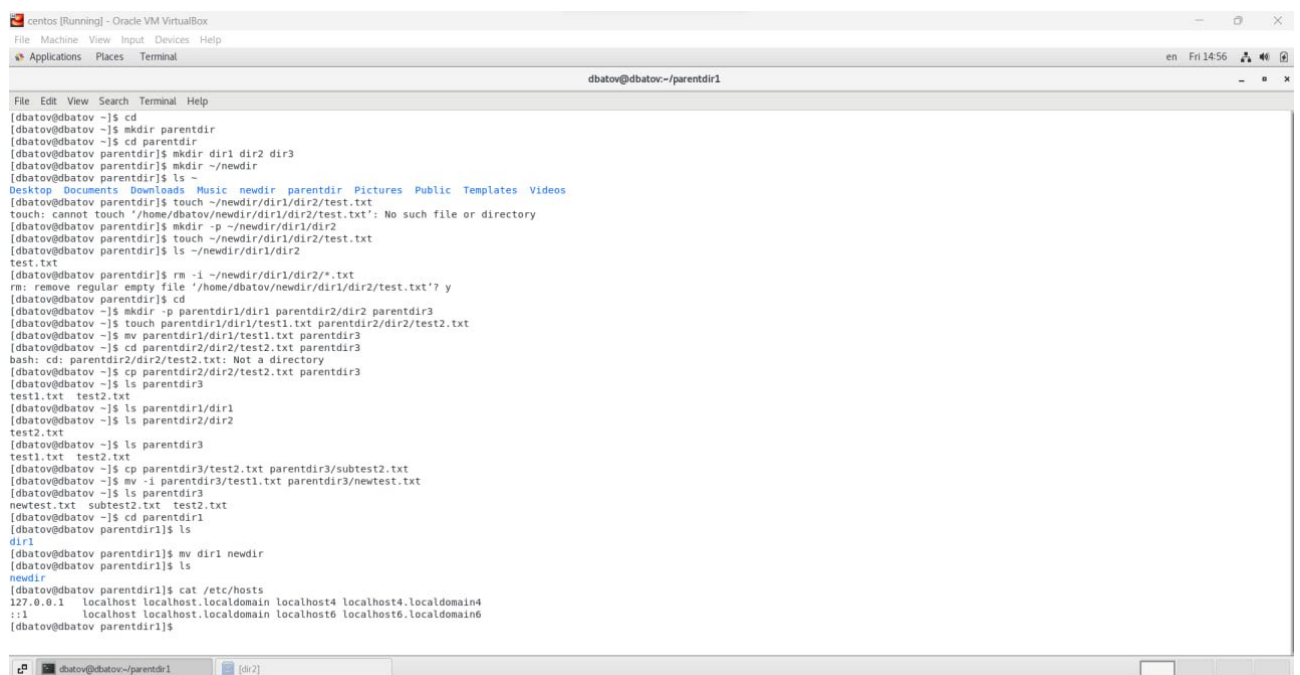 centos [Running] - Oracle VM VirtualBox
File Machine View Input Devices Help
Applications Places Terminal en Fri 14:56
dbatov@dbatov:~/parentdir1
File Edit View Search Terminal Help
[dbatov@dbatov ~]$ cd
[dbatov@dbatov ~]$ mkdir parentdir
[dbatov@dbatov ~]$ cd parentdir
[dbatov@dbatov parentdir]$ mkdir dir1 dir2 dir3
[dbatov@dbatov parentdir]$ mkdir ~/newdir
[dbatov@dbatov parentdir]$ ls ~
Desktop Documents Downloads Music newdir parentdir Pictures Public Templates Videos
[dbatov@dbatov parentdir]$ touch ~/newdir/dir1/dir2/test.txt
touch: cannot touch ‘/home/dbatov/newdir/dir1/dir2/test.txt’: No such file or directory
[dbatov@dbatov parentdir]$ mkdir -p ~/newdir/dir1/dir2
[dbatov@dbatov parentdir]$ touch ~/newdir/dir1/dir2/test.txt
[dbatov@dbatov parentdir]$ ls ~/newdir/dir1/dir2
test.txt
[dbatov@dbatov parentdir]$ rm -i ~/newdir/dir1/dir2/*.txt
rm: remove regular empty file ‘/home/dbatov/newdir/dir1/dir2/test.txt’? y
[dbatov@dbatov parentdir]$ cd
[dbatov@dbatov ~]$ mkdir -p parentdir1/dir1 parentdir2/dir2 parentdir3
[dbatov@dbatov ~]$ touch parentdir1/dir1/test1.txt parentdir2/dir2/test2.txt
[dbatov@dbatov ~]$ mv parentdir1/dir1/test1.txt parentdir3
[dbatov@dbatov ~]$ cd parentdir2/dir2/test2.txt parentdir3
bash: cd: parentdir2/dir2/test2.txt: Not a directory
[dbatov@dbatov ~]$ cp parentdir2/dir2/test2.txt parentdir3
[dbatov@dbatov ~]$ ls parentdir3
test1.txt test2.txt
[dbatov@dbatov ~]$ ls parentdir1/dir1
[dbatov@dbatov ~]$ ls parentdir2/dir2
test2.txt
[dbatov@dbatov ~]$ ls parentdir3
test1.txt test2.txt
[dbatov@dbatov ~]$ cp parentdir3/test2.txt parentdir3/subtest2.txt
[dbatov@dbatov ~]$ mv -i parentdir3/test1.txt parentdir3/newtest.txt
[dbatov@dbatov ~]$ ls parentdir3
newtest.txt subtest2.txt test2.txt
[dbatov@dbatov ~]$ cd parentdir1
[dbatov@dbatov parentdir1]$ ls
dir1
[dbatov@dbatov parentdir1]$ mv dir1 newdir
[dbatov@dbatov parentdir1]$ ls
newdir
[dbatov@dbatov parentdir1]$ cat /etc/hosts
127.0.0.1 localhost localhost.localdomain localhost4 localhost4.localdomain4
::1 localhost localhost.localdomain localhost6 localhost6.localdomain6
[dbatov@dbatov parentdir1]$
dbatov@dbatov:~/parentdir1 [dir2]